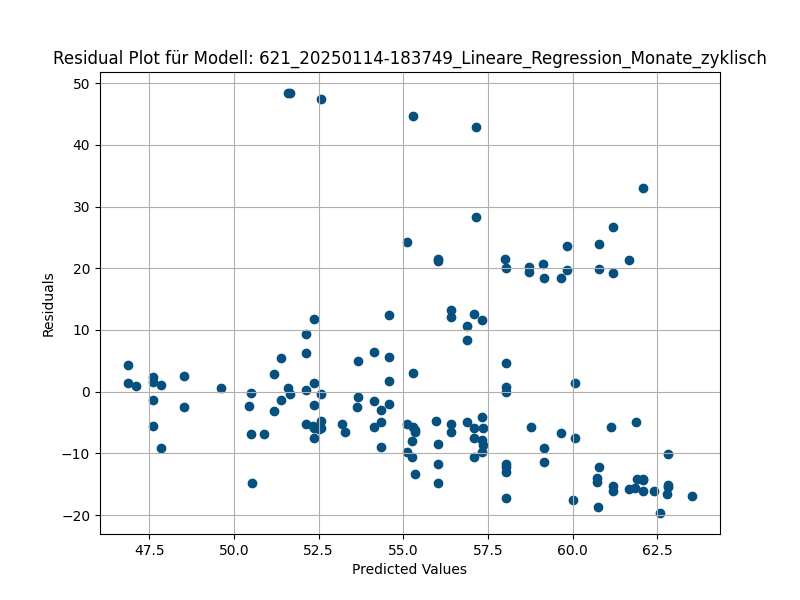 Residual Plot für Modell: 621_20250114-183749_Lineare_Regression_Monate_zyklisch
50
40
30
20
10
0
−10
−20
Residuals
47.5 50.0 52.5 55.0 57.5 60.0 62.5
Predicted Values